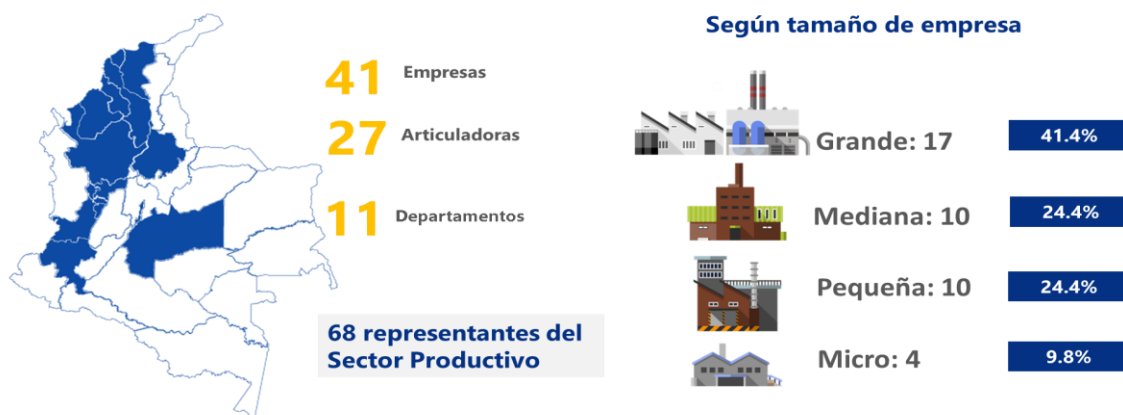 41 Empresas
27 Articuladoras
11 Departamentos
68 representantes del
Sector Productivo
Según tamaño de empresa
Grande: 17 41.4%
Mediana: 10 24.4%
Pequeña: 10 24.4%
Micro: 4 9.8%